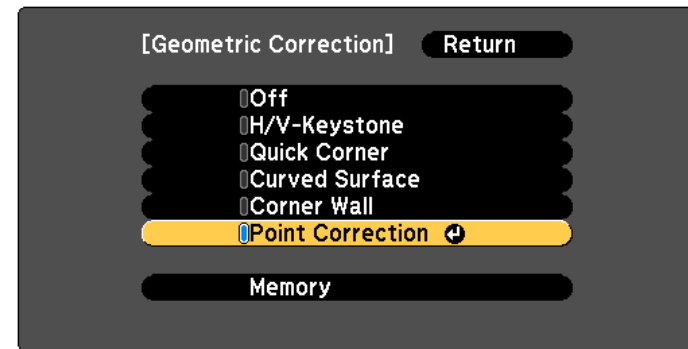 [Geometric Correction] Return
Off
H/V-Keystone
Quick Corner
Curved Surface
Corner Wall
Point Correction
Memory